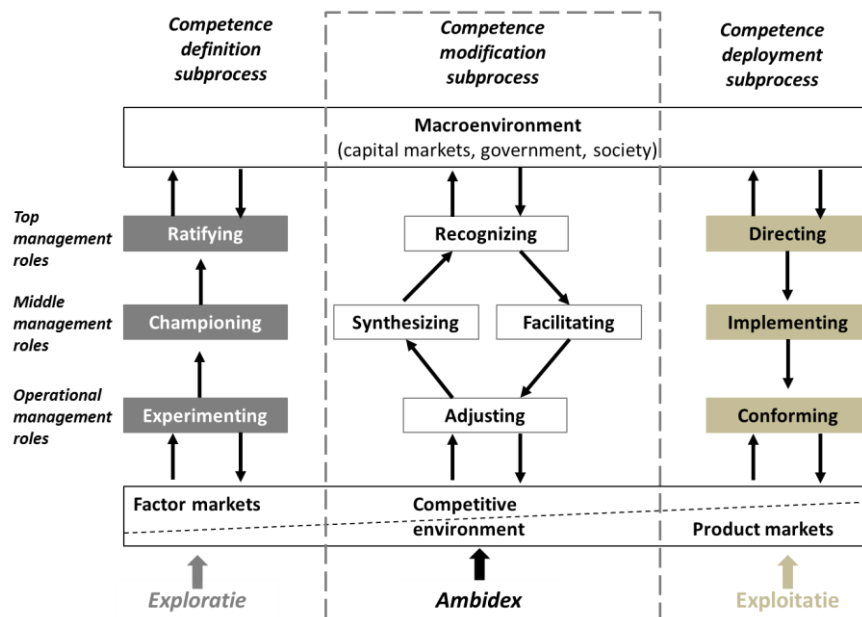 Competence
definition
subprocess
Competence
modification
subprocess
Competence
deployment
subprocess
Macroenvironment
(capital markets, government, society)
Top
management
roles
Ratifying
Recognizing
Directing
Middle
management
roles
Championing
Synthesizing
Facilitating
Implementing
Operational
management
roles
Experimenting
Adjusting
Conforming
Factor markets
Competitive
environment
Product markets
Exploratie
Ambidex
Exploitatie